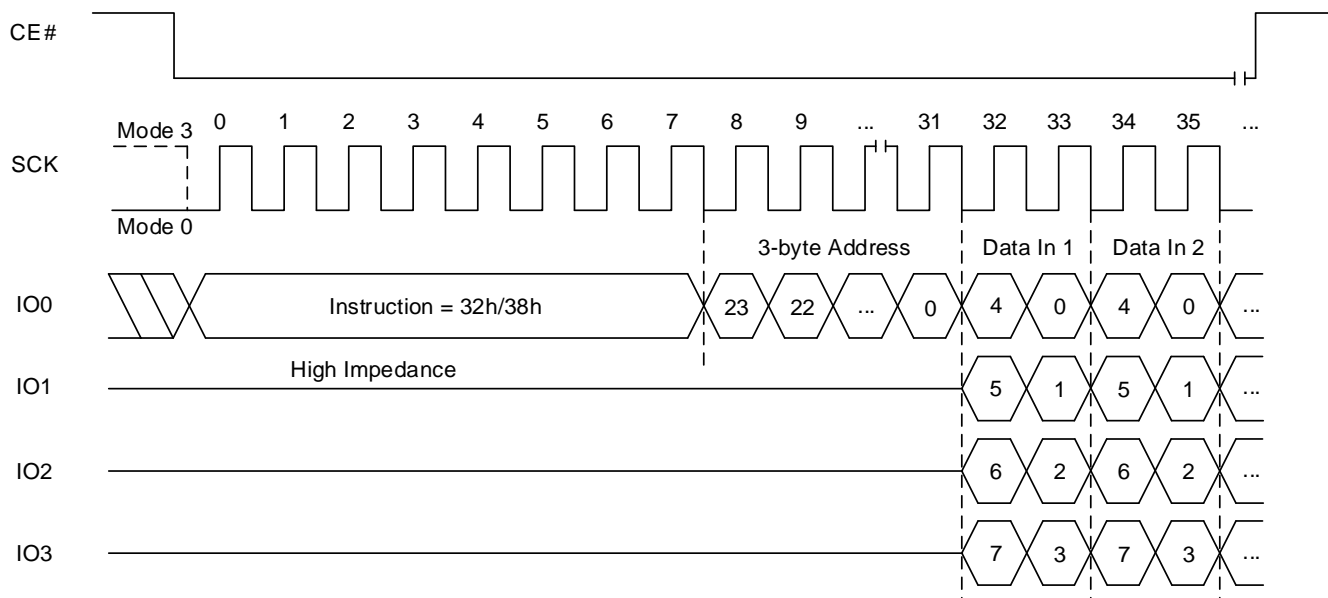 CE#
Mode 3 0 1 2 3 4 5 6 7 8 9 ... 31 32 33 34 35 ...
SCK
Mode 0
3-byte Address Data In 1 Data In 2
IO0 Instruction = 32h/38h 23 22 ... 0 4 0 4 0 ...
High Impedance
IO1 5 1 5 1 ...
IO2 6 2 6 2 ...
IO3 7 3 7 3 ...